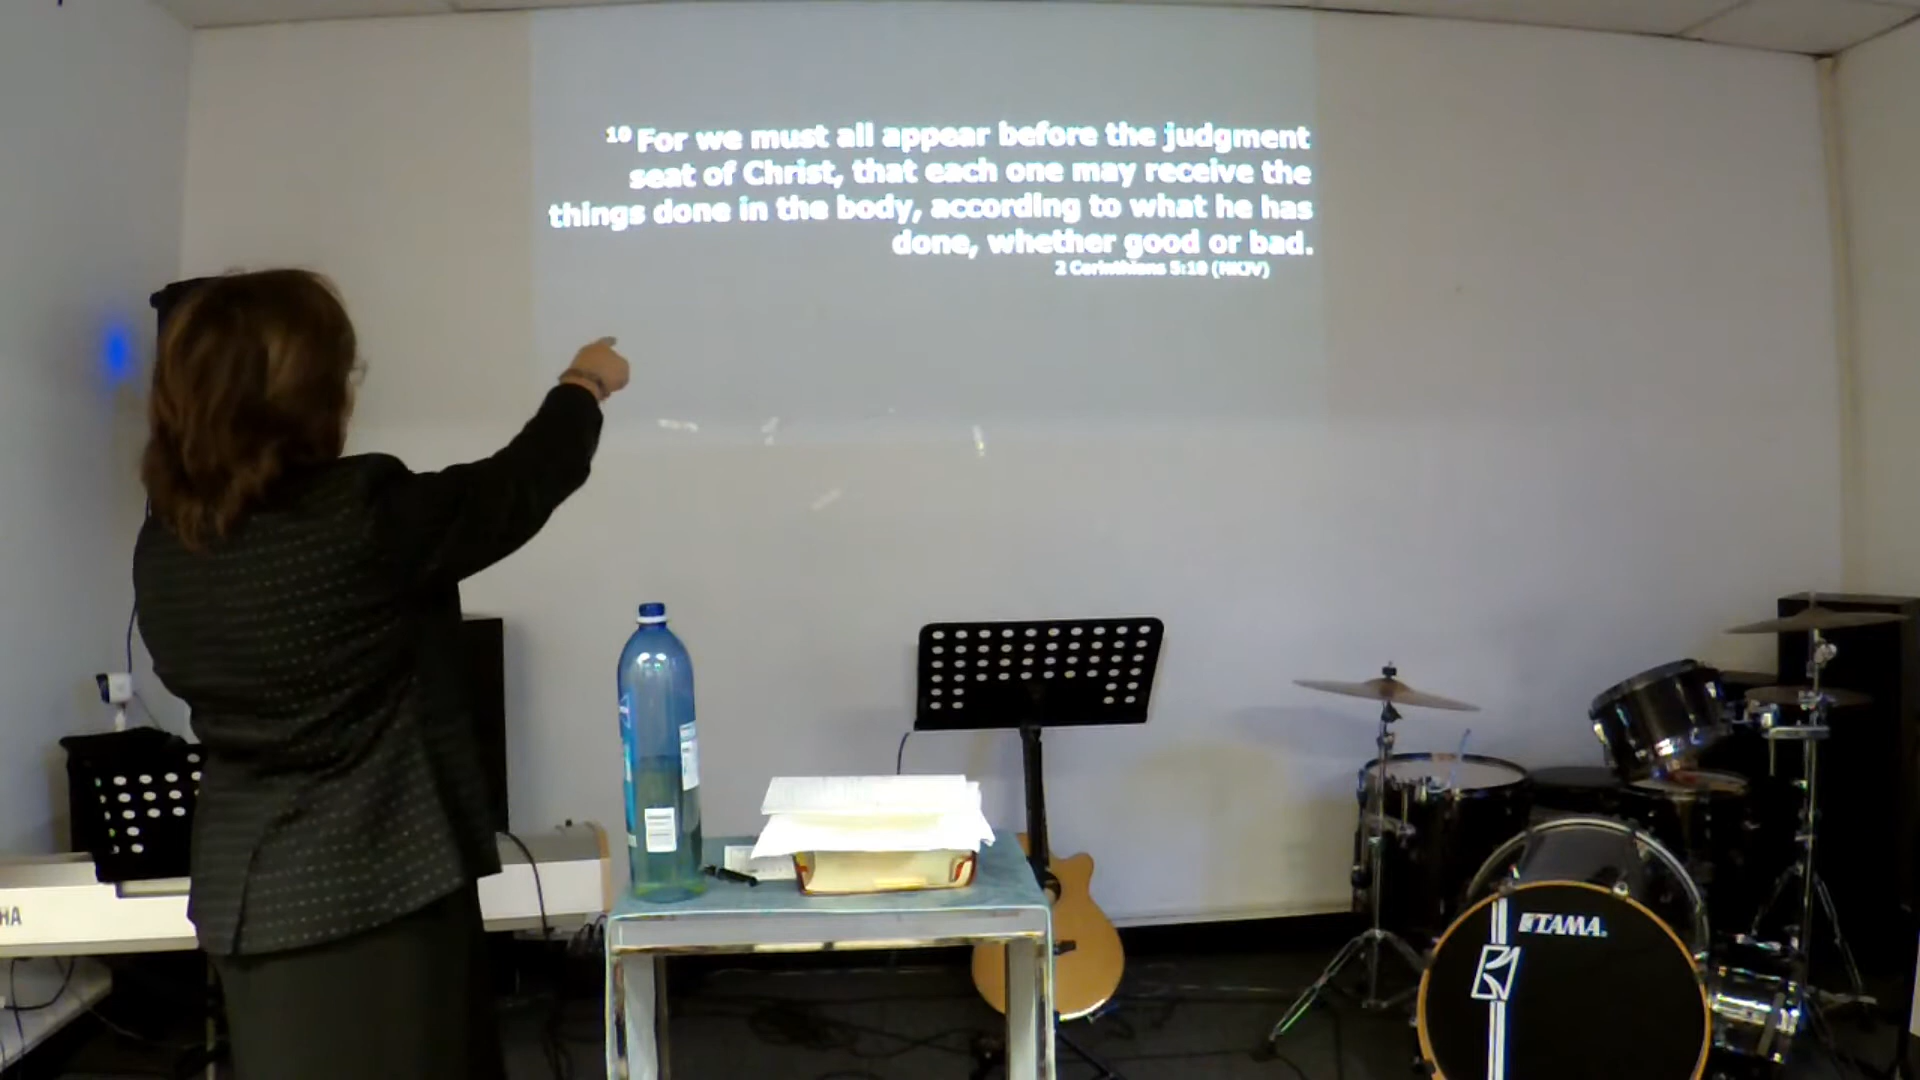 10 For we must all appear before the judgment
seat of Christ, that each one may receive the
things done in the body, according to what he has
done, whether good or bad.
2 Corinthians 5:10 (NKJV)
HA
TAMA